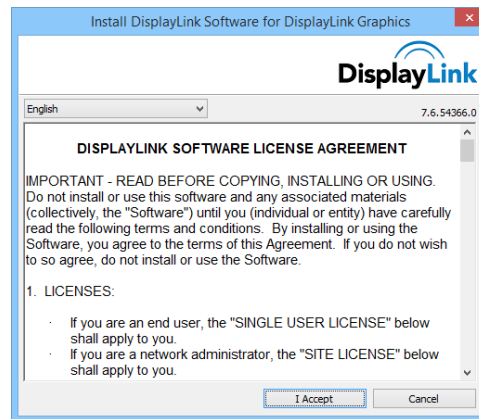 Install DisplayLink Software for DisplayLink Graphics
DisplayLink
English
7.6.54366.0
DISPLAYLINK SOFTWARE LICENSE AGREEMENT
IMPORTANT - READ BEFORE COPYING, INSTALLING OR USING.
Do not install or use this software and any associated materials
(collectively, the "Software") until you (individual or entity) have carefully
read the following terms and conditions. By installing or using the
Software, you agree to the terms of this Agreement. If you do not wish
to so agree, do not install or use the Software.
1. LICENSES:
· If you are an end user, the "SINGLE USER LICENSE" below
shall apply to you.
· If you are a network administrator, the "SITE LICENSE" below
shall apply to you.
I Accept
Cancel